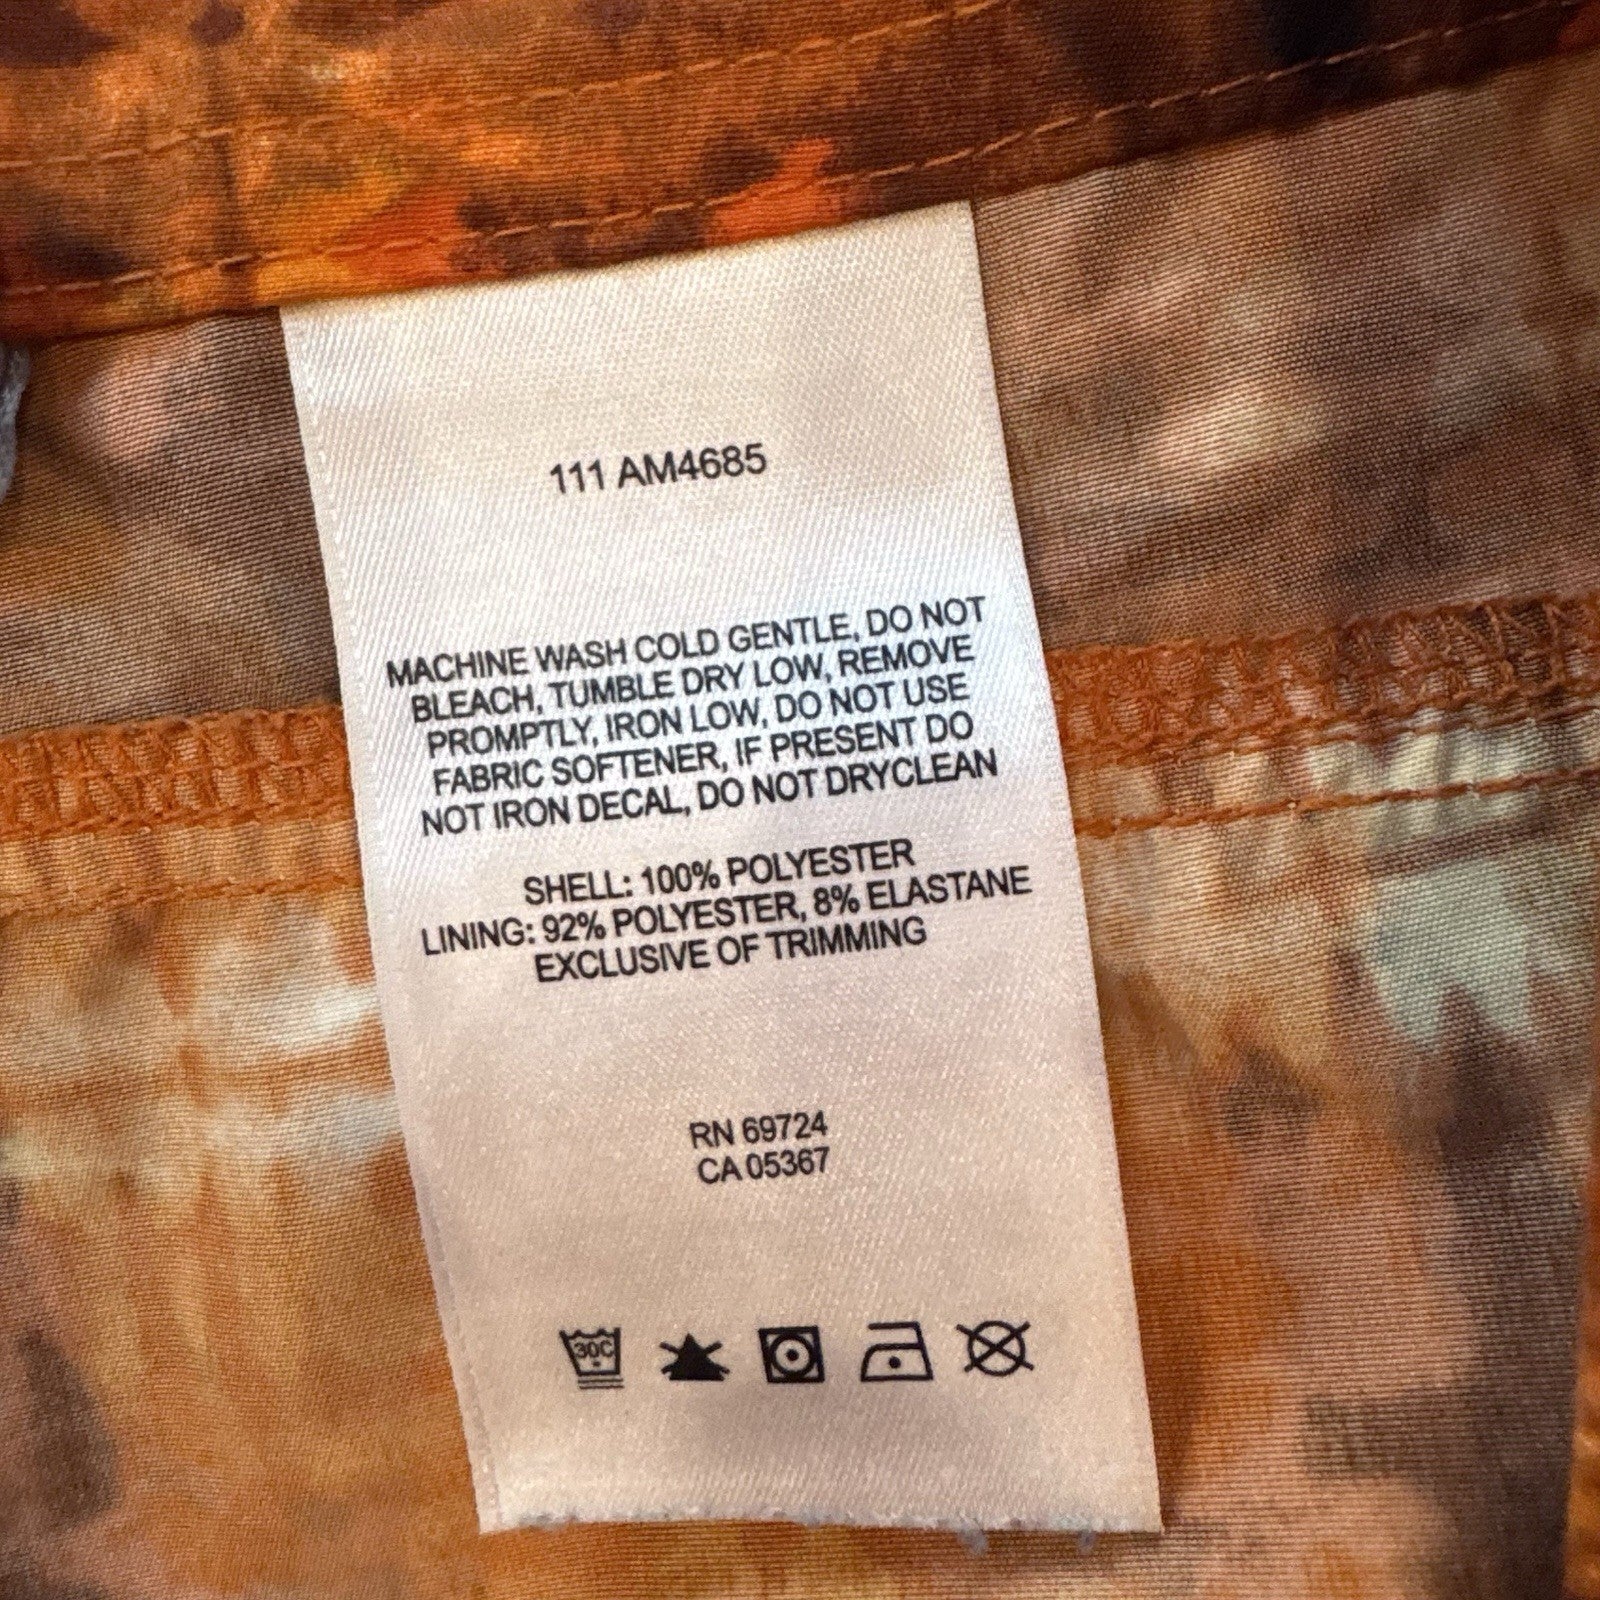 111 AM4685
MACHINE WASH COLD GENTLE, DO NOT
BLEACH, TUMBLE DRY LOW, REMOVE
PROMPTLY, IRON LOW, DO NOT USE
FABRIC SOFTENER, IF PRESENT DO
NOT IRON DECAL, DO NOT DRYCLEAN
SHELL: 100% POLYESTER
LINING: 92% POLYESTER, 8% ELASTANE
EXCLUSIVE OF TRIMMING
RN 69724
CA 05367
30C